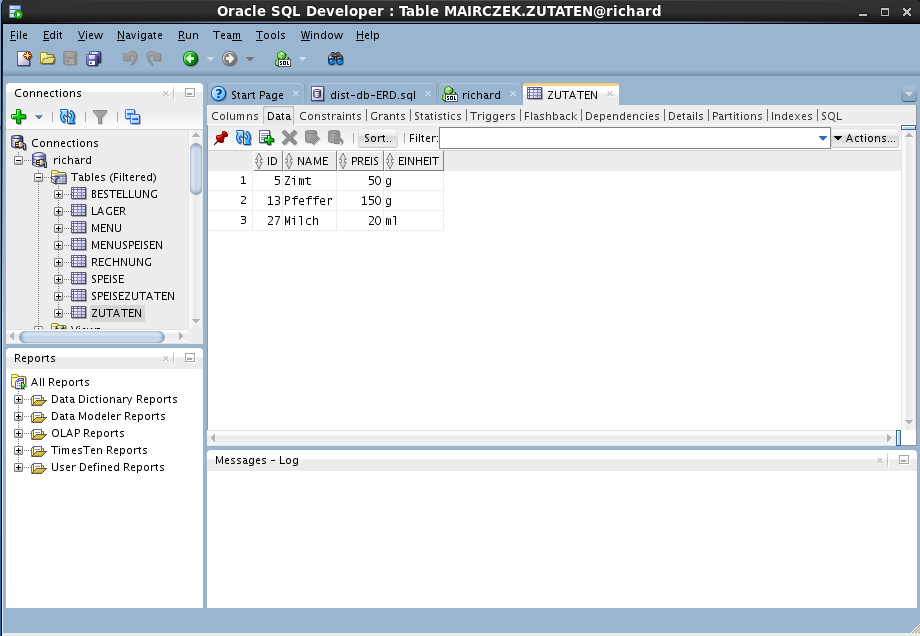 Oracle SQL Developer : Table MAIRCZEK.ZUTATEN@richard
File Edit View Navigate Run Team Tools Window Help
SQL
Connections
Connections
richard
Tables (Filtered)
BESTELLUNG
LAGER
MENU
MENUSPEISEN
RECHNUNG
SPEISE
SPEISEZUTATEN
ZUTATEN
Views
Reports
All Reports
Data Dictionary Reports
Data Modeler Reports
OLAP Reports
TimesTen Reports
User Defined Reports
Start Page dist-db-ERD.sql richard ZUTATEN
Columns Data Constraints Grants Statistics Triggers Flashback Dependencies Details Partitions Indexes SQL
Sort.. Filter: Actions...
ID NAME PREIS EINHEIT
1 5 Zimt 50 g
2 13 Pfeffer 150 g
3 27 Milch 20 ml
Messages - Log